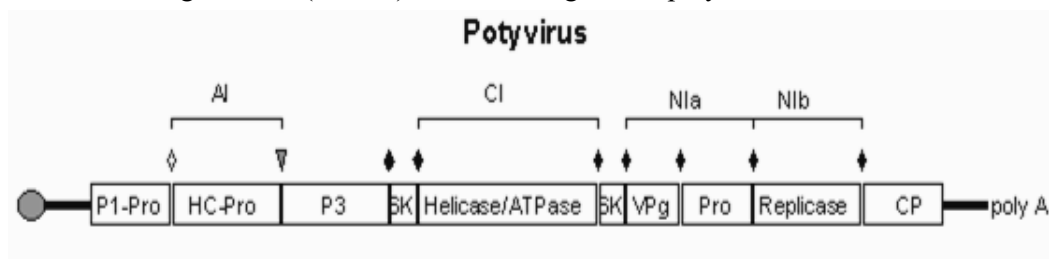 Potyvirus
AI CI NIa NIb
P1-Pro HC-Pro P3 6K Helicase/ATPase 6K VPg Pro Replicase CP poly A